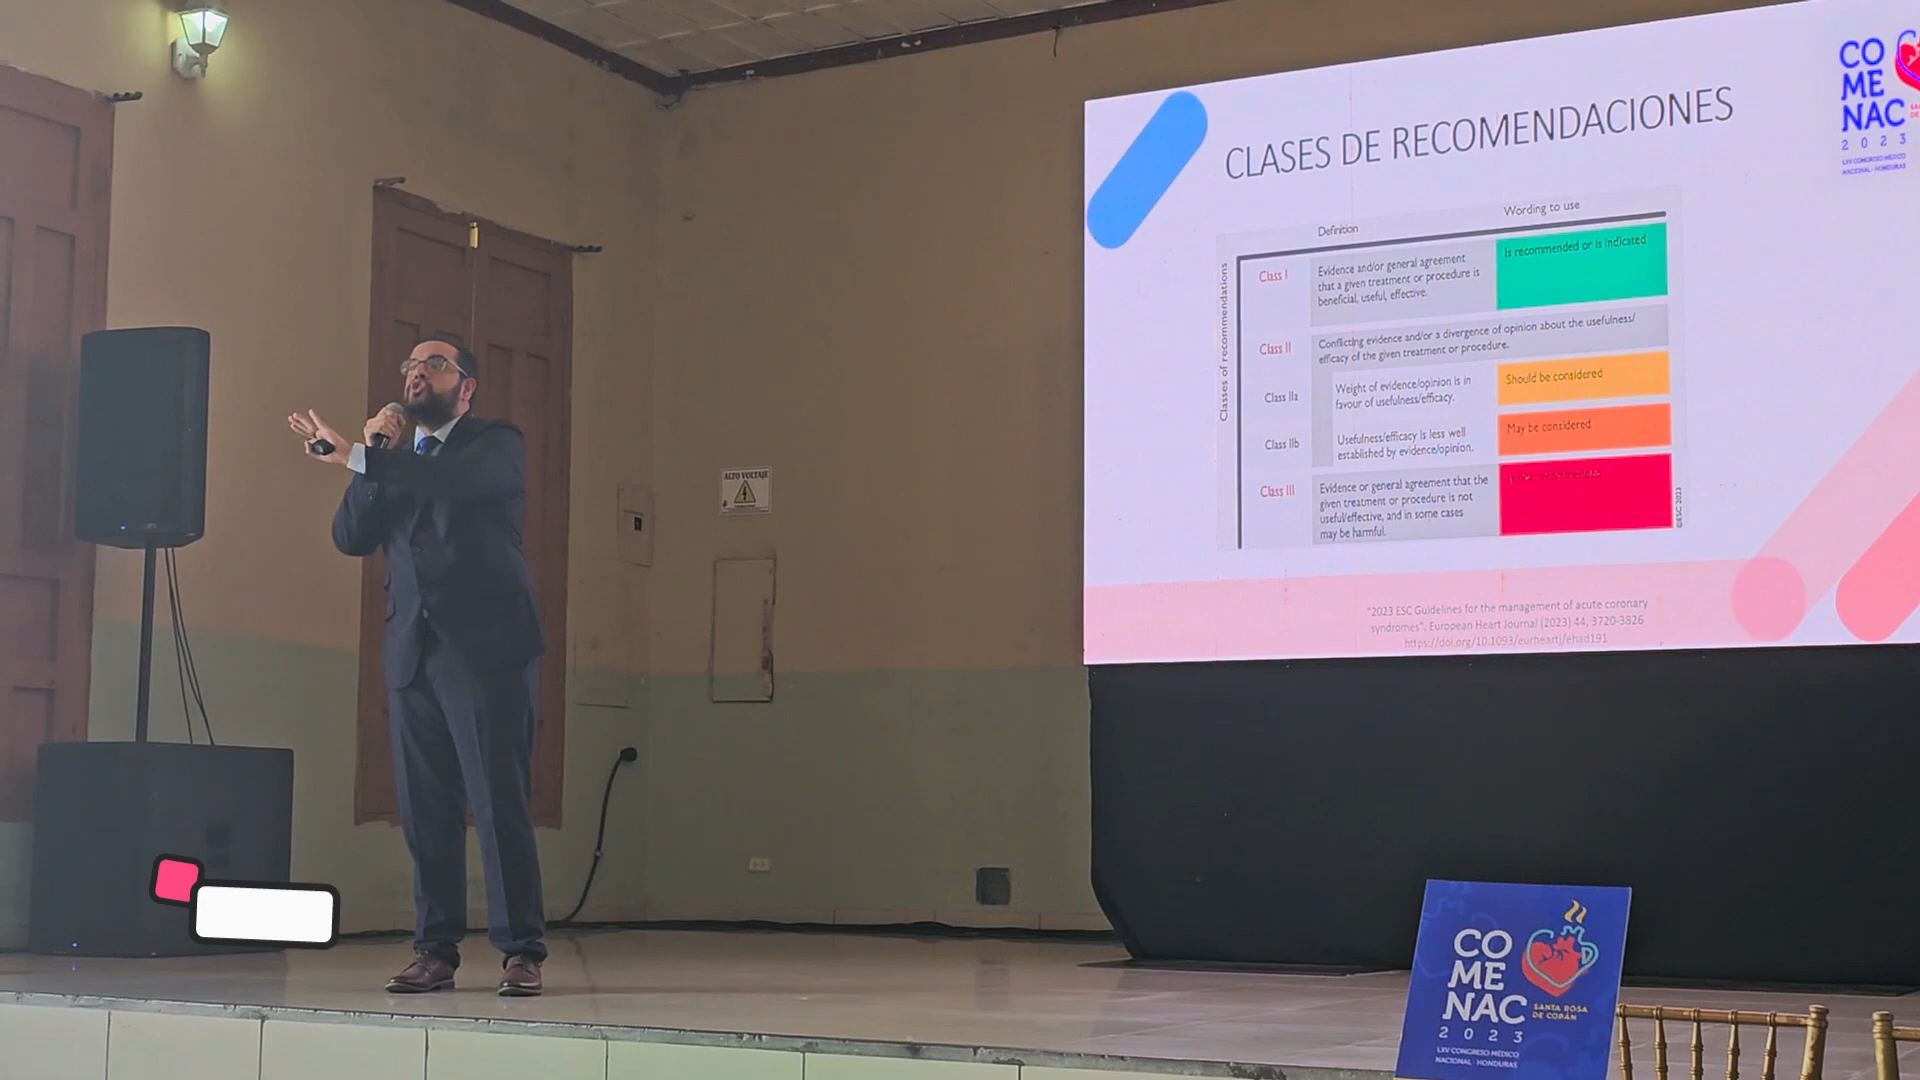 CLASES DE RECOMENDACIONES
CO
ME
NAC
2 0 2 3
LXV CONGRESO MÉDICO
NACIONAL · HONDURAS
Wording to use
Definition
Classes of recommendations
Class I
Evidence and/or general agreement
that a given treatment or procedure is
beneficial, useful, effective.
Is recommended or is indicated
Class II
Conflicting evidence and/or a divergence of opinion about the usefulness/
efficacy of the given treatment or procedure.
Class IIa
Weight of evidence/opinion is in
favour of usefulness/efficacy.
Should be considered
Class IIb
Usefulness/efficacy is less well
established by evidence/opinion.
May be considered
Class III
Evidence or general agreement that the
given treatment or procedure is not
useful/effective, and in some cases
may be harmful.
©ESC 2023
"2023 ESC Guidelines for the management of acute coronary
syndromes". European Heart Journal (2023) 44, 3720-3826
https://doi.org/10.1093/eurheartj/ehad191
ALTO VOLTAJE
CO
ME
NAC
2 0 2 3
SANTA ROSA
DE COPÁN
LXV CONGRESO MÉDICO
NACIONAL · HONDURAS